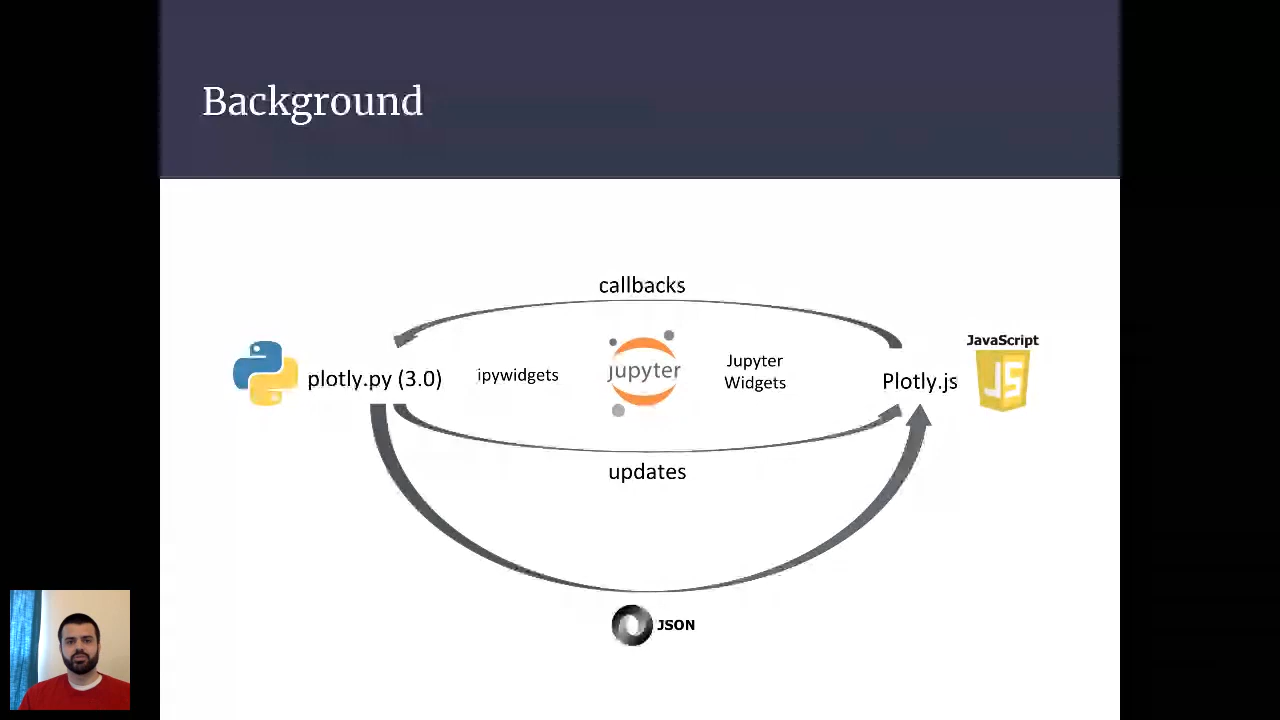 Background
callbacks
JavaScript
JS
plotly.py (3.0)
ipywidgets
jupyter
Jupyter
Widgets
Plotly.js
updates
JSON